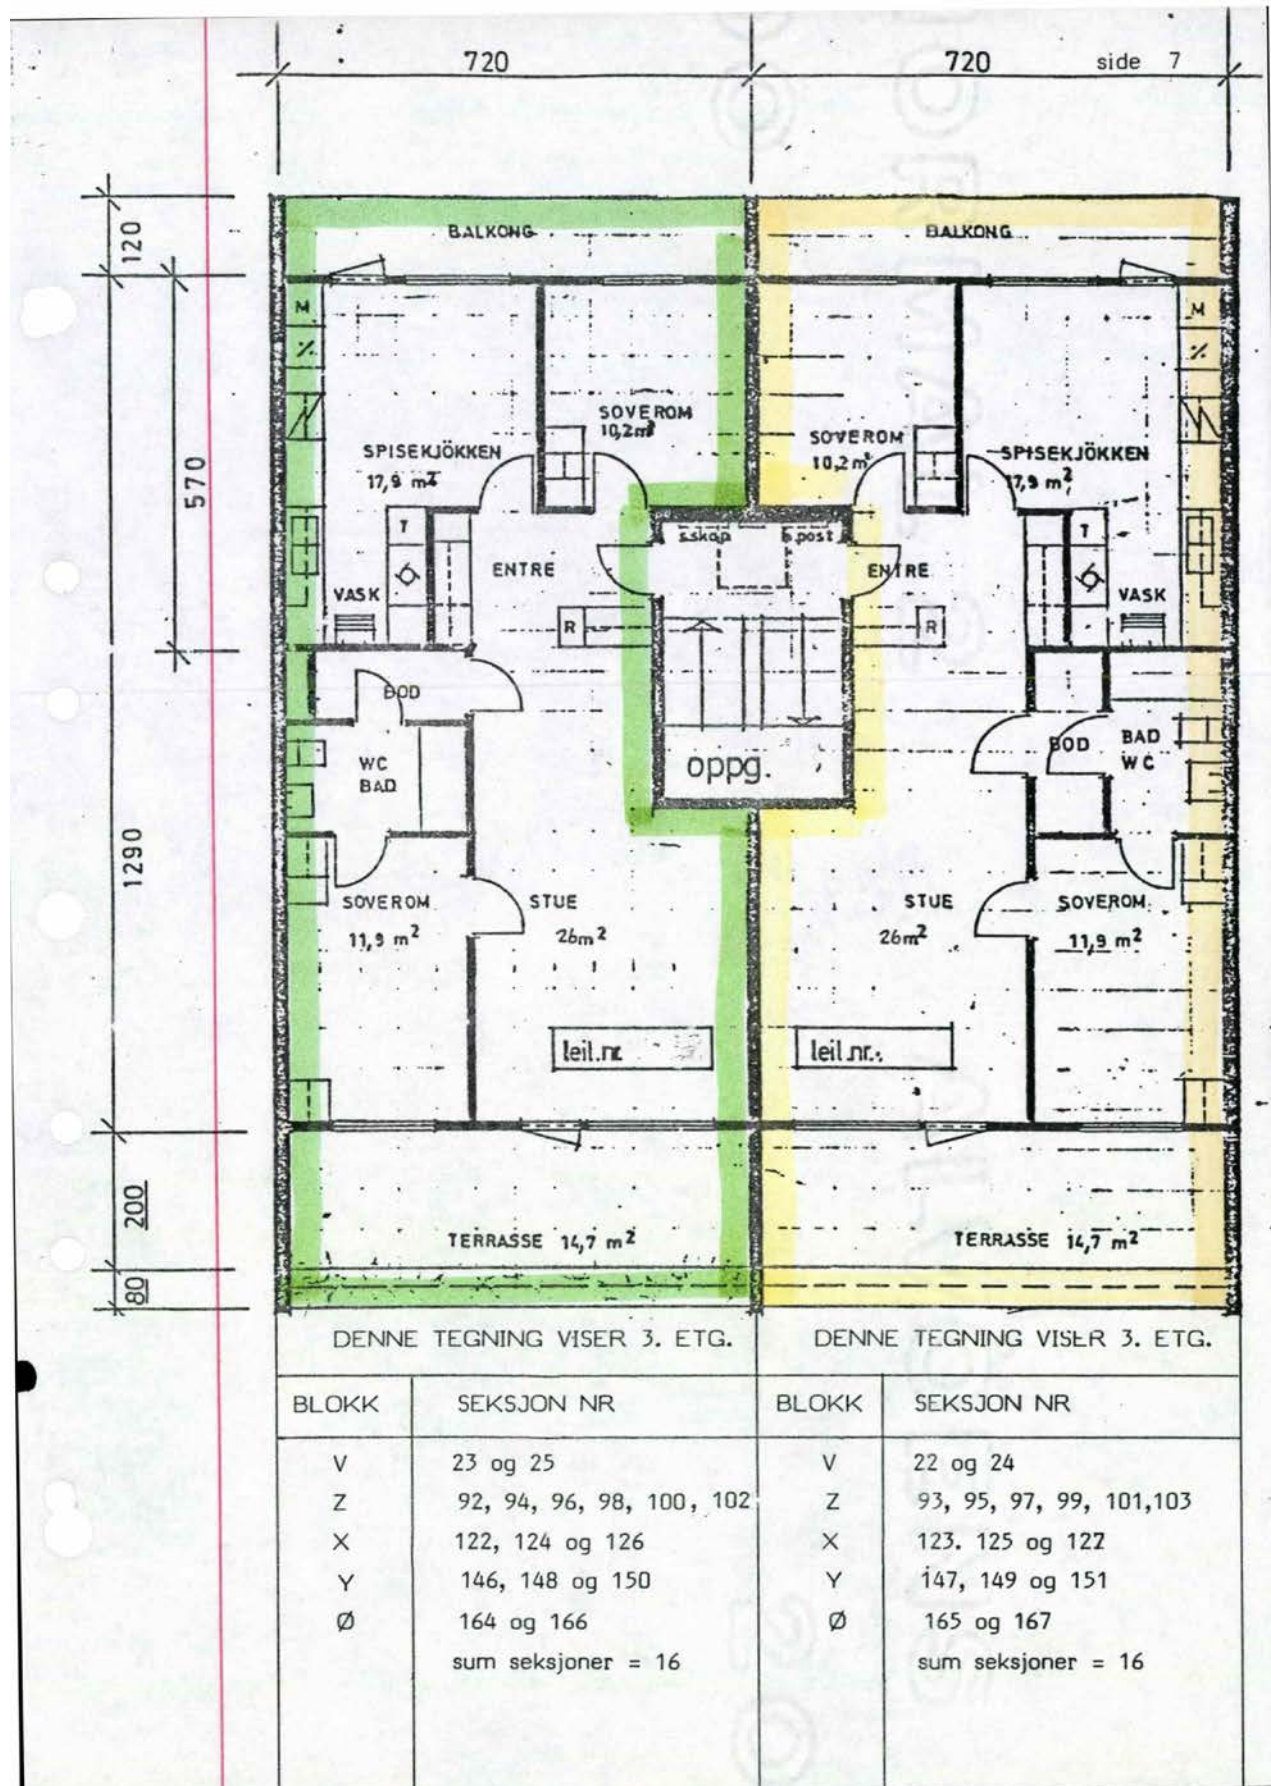 720 720 side 7
120
BALKONG BALKONG
M M
570
SOVEROM
10,2m²
SOVEROM
10,2m²
SPISEKJÖKKEN
17,9 m²
SPISEKJÖKKEN
17,9 m²
s.skap s.post
T T
ENTRE ENTRE
VASK VASK
R R
BOD
BOD
BAD
WC
WC
BAD
oppg.
1290
SOVEROM
11,9 m²
STUE
26m²
STUE
26m²
SOVEROM
11,9 m²
leil.nr. leil.nr.
200
TERRASSE 14,7 m² TERRASSE 14,7 m²
80
DENNE TEGNING VISER 3. ETG. DENNE TEGNING VISER 3. ETG.
BLOKK SEKSJON NR BLOKK SEKSJON NR
V 23 og 25 V 22 og 24
Z 92, 94, 96, 98, 100, 102 Z 93, 95, 97, 99, 101,103
X 122, 124 og 126 X 123. 125 og 127
Y 146, 148 og 150 Y 147, 149 og 151
Ø 164 og 166 Ø 165 og 167
sum seksjoner = 16 sum seksjoner = 16